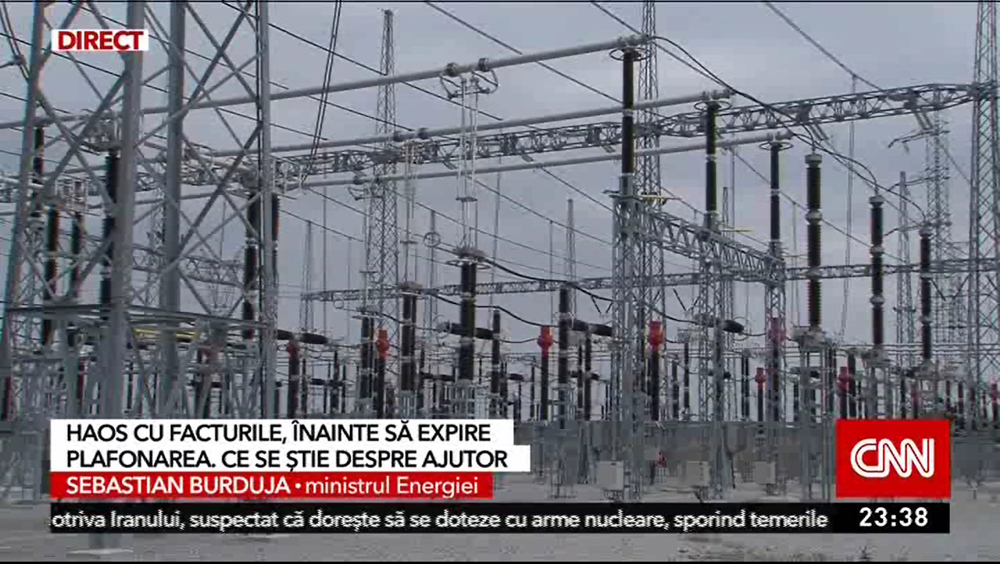 DIRECT
HAOS CU FACTURILE, ÎNAINTE SĂ EXPIRE
PLAFONAREA. CE SE ȘTIE DESPRE AJUTOR
SEBASTIAN BURDUJA • ministrul Energiei
CNN
otriva Iranului, suspectat că dorește să se doteze cu arme nucleare, sporind temerile
23:38